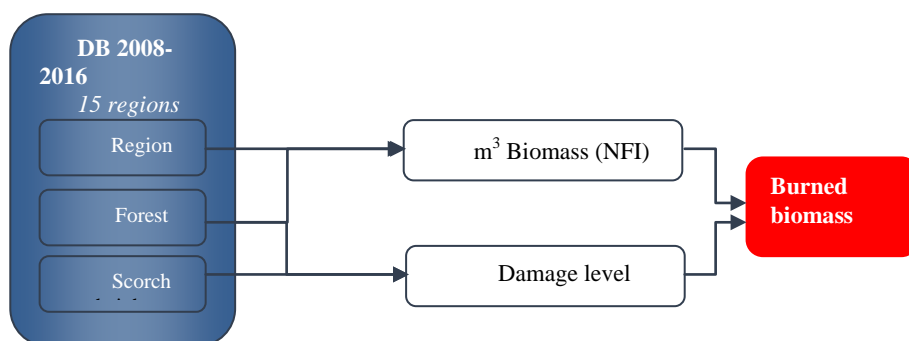 DB 2008-
2016
15 regions
Region
Forest
Scorch
m³ Biomass (NFI)
Damage level
Burned
biomass